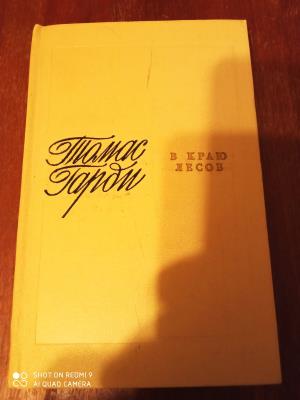 Томас
Гарди
В КРАЮ
ЛЕСОВ
SHOT ON REDMI 9
AI QUAD CAMERA